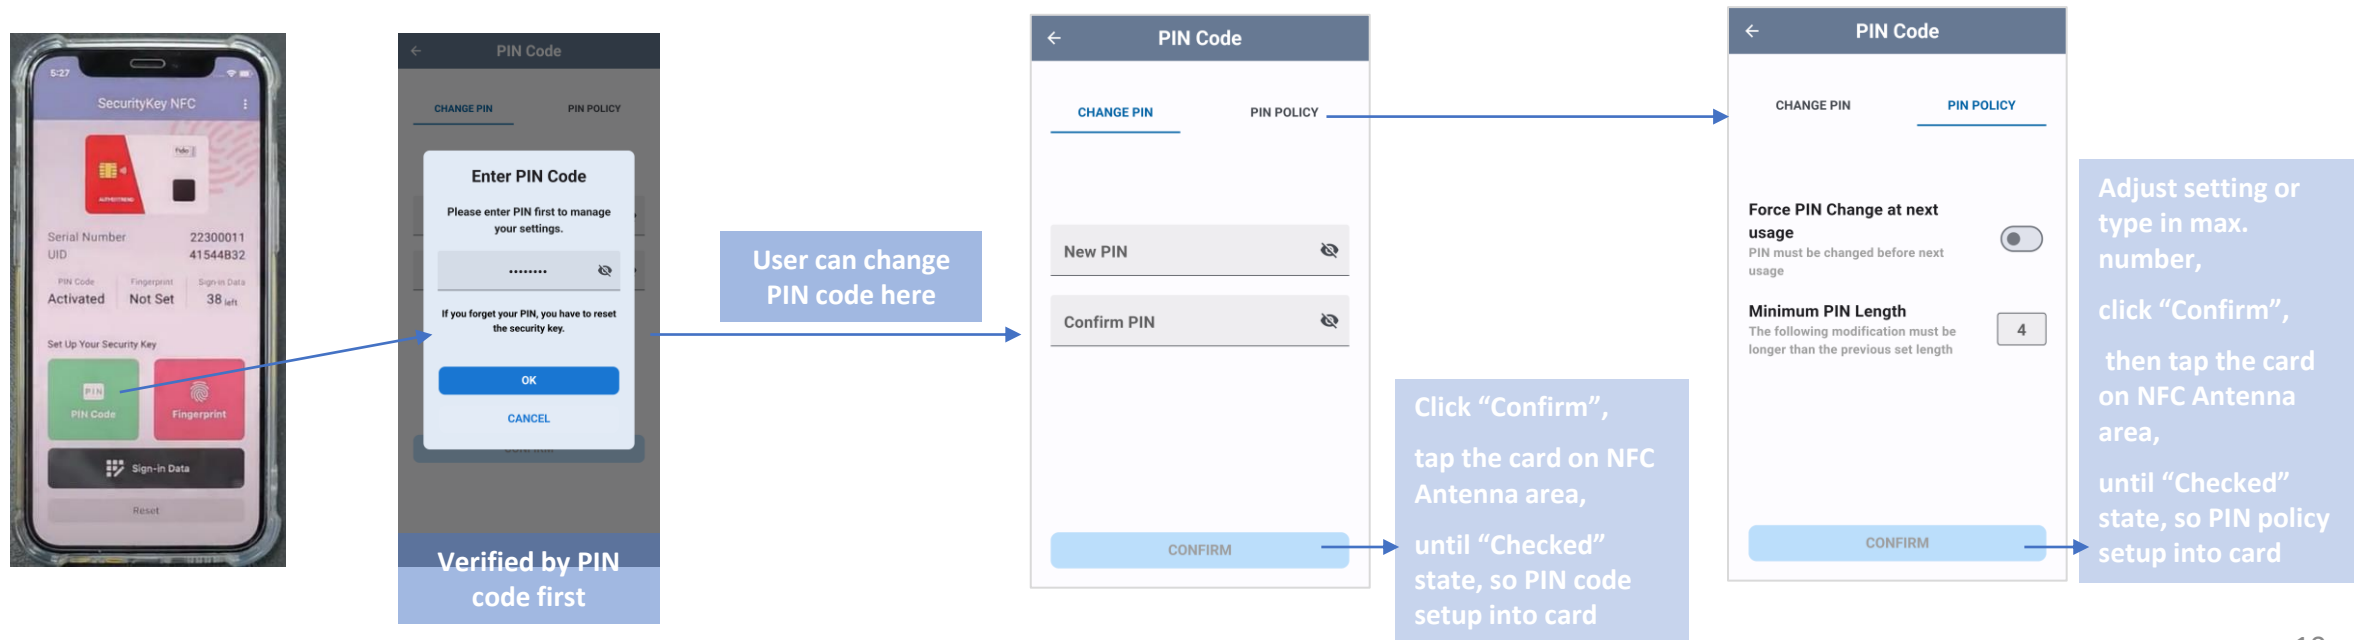 5:27
SecurityKey NFC
fido
AUTHENTREND
Serial Number 22300011
UID 41544B32
PIN Code Fingerprint Sign-in Data
Activated Not Set 38 left
Set Up Your Security Key
PIN
PIN Code Fingerprint
Sign-in Data
Reset
PIN Code
CHANGE PIN PIN POLICY
Enter PIN Code
Please enter PIN first to manage
your settings.
••••••••
If you forget your PIN, you have to reset
the security key.
OK
CANCEL
CONFIRM
Verified by PIN
code first
User can change
PIN code here
PIN Code
CHANGE PIN PIN POLICY
New PIN
Confirm PIN
CONFIRM
Click “Confirm”,
tap the card on NFC
Antenna area,
until “Checked”
state, so PIN code
setup into card
PIN Code
CHANGE PIN PIN POLICY
Force PIN Change at next
usage
PIN must be changed before next
usage
Minimum PIN Length
The following modification must be
longer than the previous set length
4
CONFIRM
Adjust setting or
type in max.
number,
click “Confirm”,
then tap the card
on NFC Antenna
area,
until “Checked”
state, so PIN policy
setup into card